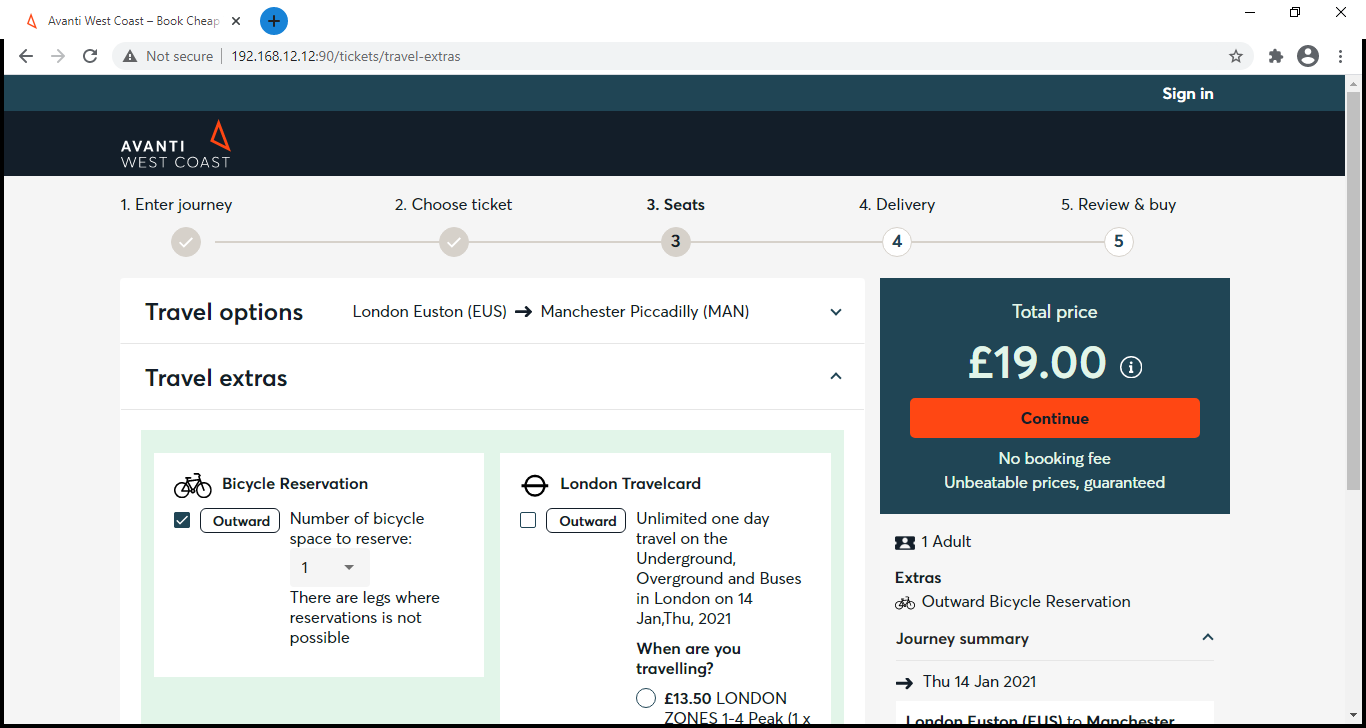 Avanti West Coast – Book Cheap
Not secure
192.168.12.12:90/tickets/travel-extras
Sign in
AVANTI
WEST COAST
1. Enter journey
2. Choose ticket
3. Seats
4. Delivery
5. Review & buy
3
4
5
Travel options
London Euston (EUS) → Manchester Piccadilly (MAN)
Travel extras
Bicycle Reservation
Outward
Number of bicycle
space to reserve:
1
There are legs where
reservations is not
possible
London Travelcard
Outward
Unlimited one day
travel on the
Underground,
Overground and Buses
in London on 14
Jan,Thu, 2021
When are you
travelling?
£13.50 LONDON
ZONES 1-4 Peak (1 x
Total price
£19.00
Continue
No booking fee
Unbeatable prices, guaranteed
1 Adult
Extras
Outward Bicycle Reservation
Journey summary
→ Thu 14 Jan 2021
London Euston (EUS) to Manchester